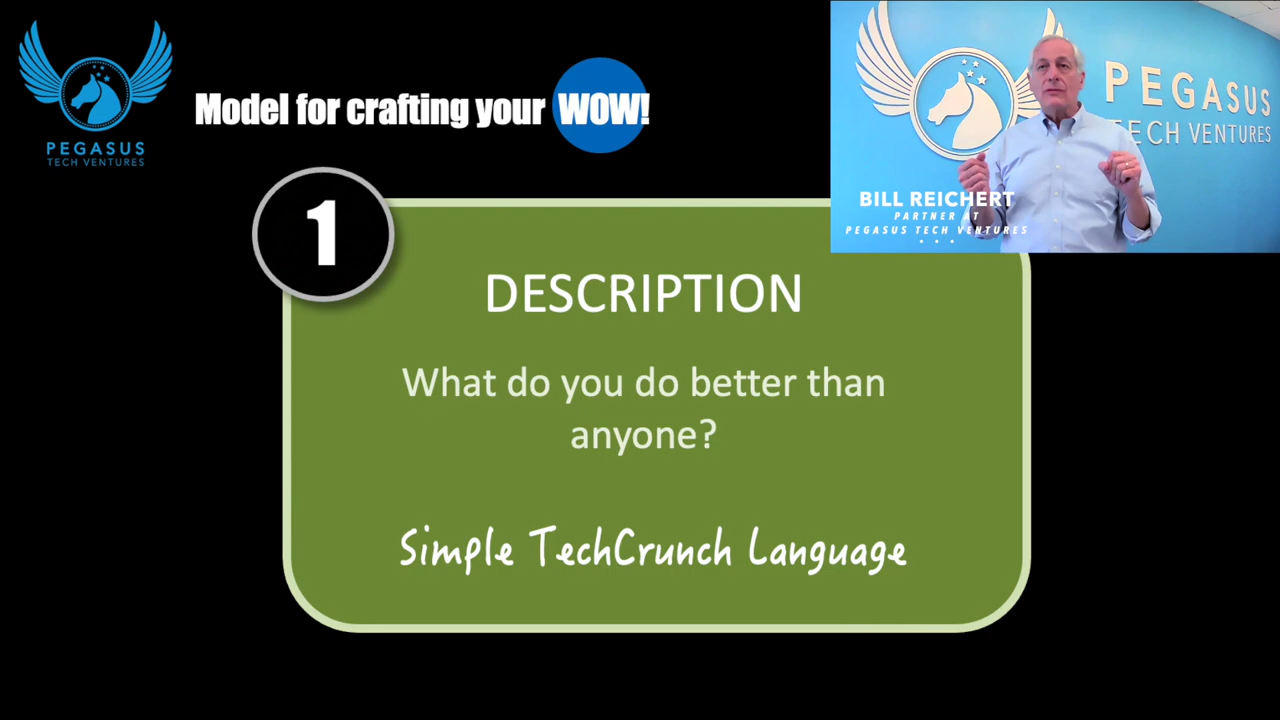 PEGASUS
TECH VENTURES
Model for crafting your WOW!
PEGASUS
TECH VENTURES
BILL REICHERT
PARTNER AT
PEGASUS TECH VENTURES
1
DESCRIPTION
What do you do better than
anyone?
Simple TechCrunch Language